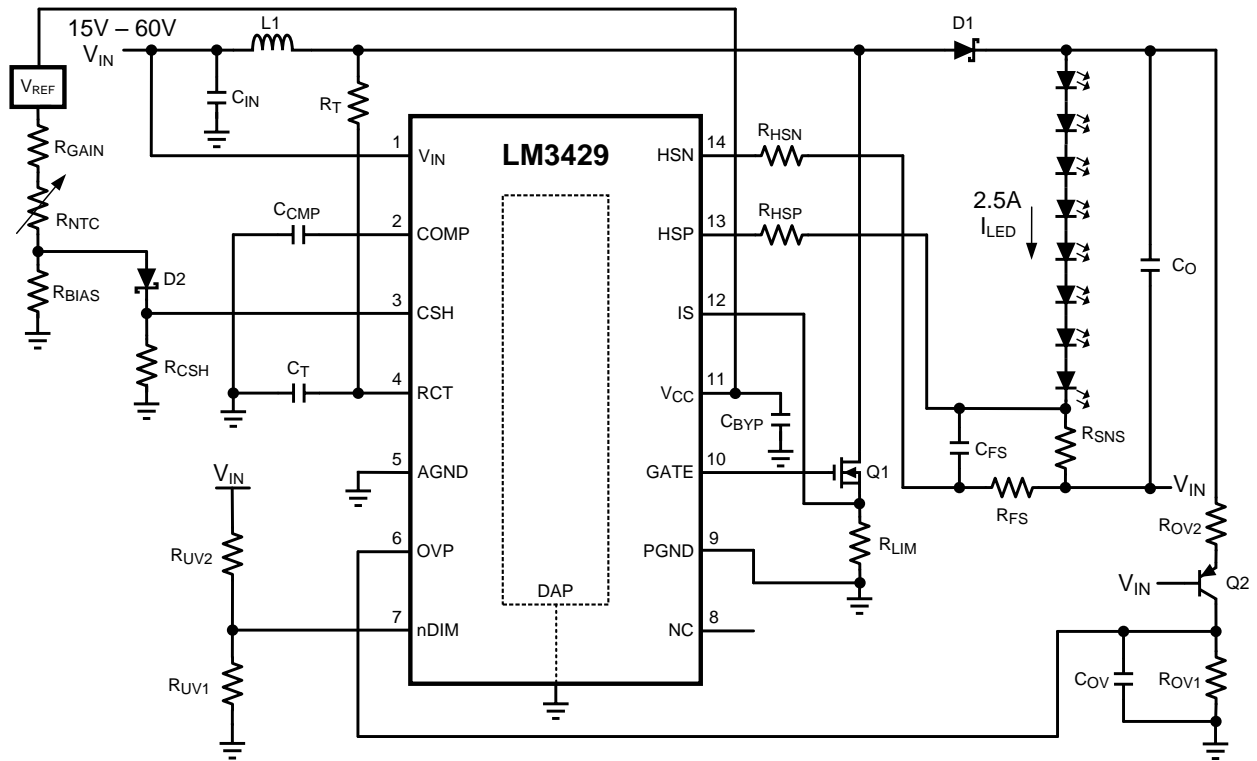 15V – 60V
L1
D1
VIN
VREF
CIN
RT
RGAIN
RNTC
RBIAS
D2
RCSH
CCMP
CT
LM3429
1
VIN
2
COMP
3
CSH
4
RCT
5
AGND
6
OVP
7
nDIM
DAP
14
HSN
13
HSP
12
IS
11
VCC
10
GATE
9
PGND
8
NC
RHSN
RHSP
2.5A
ILED
CO
CBYP
CFS
RSNS
RFS
VIN
Q1
RLIM
VIN
RUV2
RUV1
ROV2
VIN
Q2
COV
ROV1